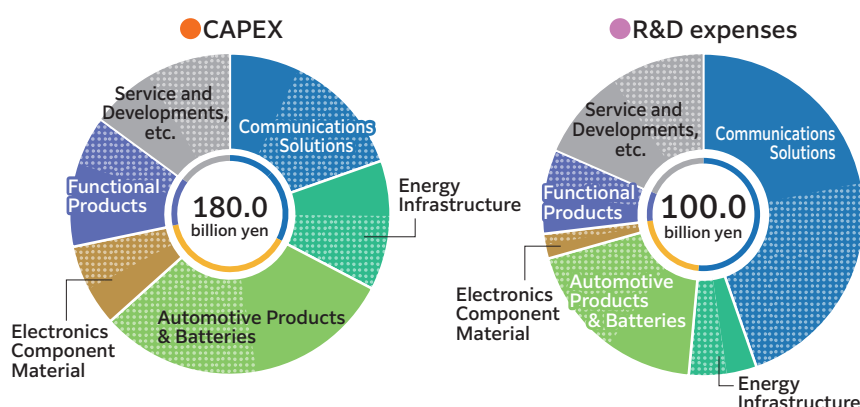 CAPEX
Service and
Developments,
etc.
Communications
Solutions
Functional
Products
180.0
billion yen
Energy
Infrastructure
Electronics
Component
Material
Automotive Products
& Batteries
R&D expenses
Service and
Developments,
etc.
Communications
Solutions
Functional
Products
100.0
billion yen
Electronics
Component
Material
Automotive
Products
& Batteries
Energy
Infrastructure